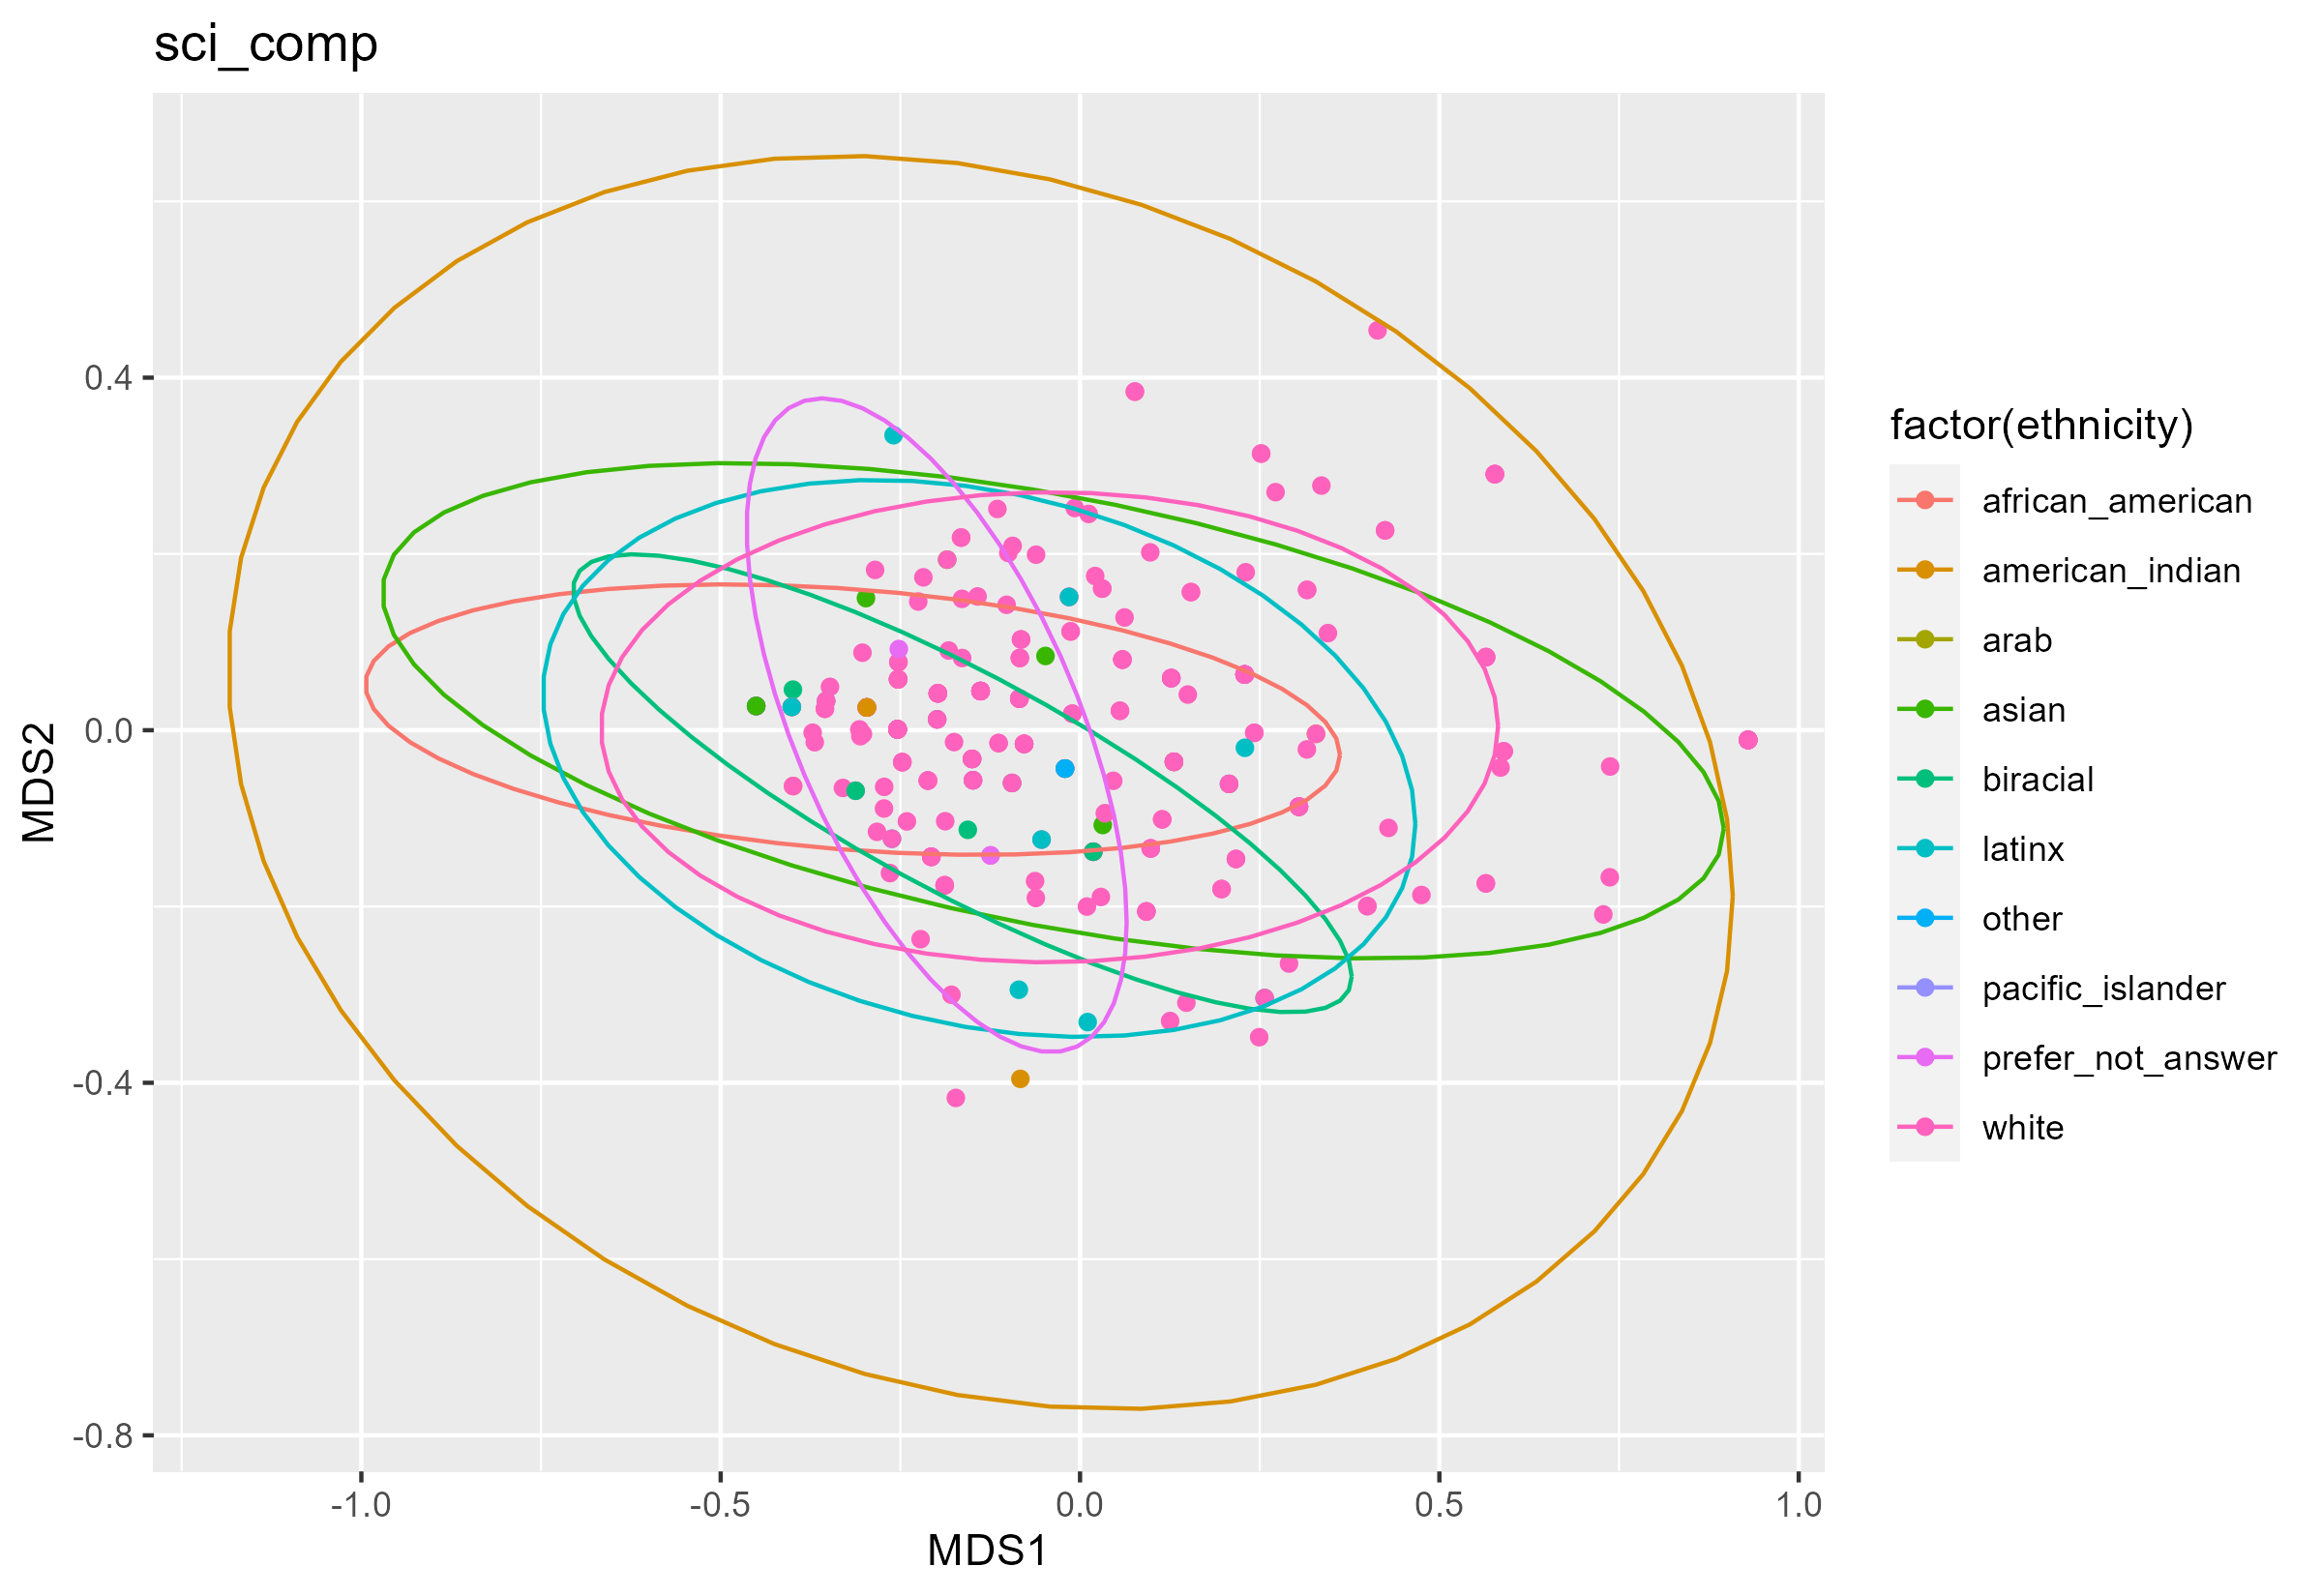 sci_comp
0.4
0.0
-0.4
-0.8
MDS2
-1.0
-0.5
0.0
0.5
1.0
MDS1
factor(ethnicity)
african_american
american_indian
arab
asian
biracial
latinx
other
pacific_islander
prefer_not_answer
white